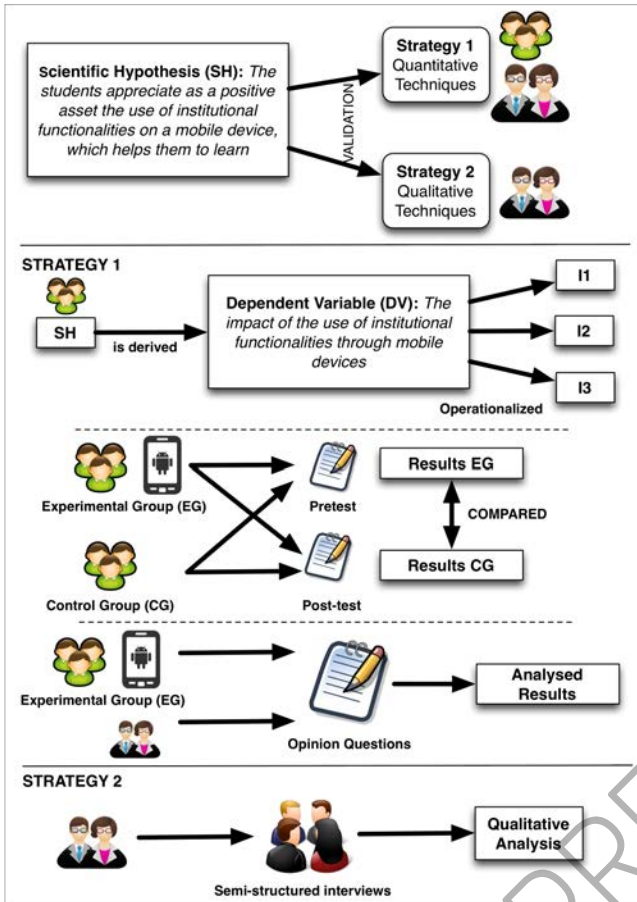 Scientific Hypothesis (SH): The
students appreciate as a positive
asset the use of institutional
functionalities on a mobile device,
which helps them to learn
VALIDATION
Strategy 1
Quantitative
Techniques
Strategy 2
Qualitative
Techniques
STRATEGY 1
SH
is derived
Dependent Variable (DV): The
impact of the use of institutional
functionalities through mobile
devices
I1
I2
I3
Operationalized
Experimental Group (EG)
Pretest
Results EG
COMPARED
Control Group (CG)
Post-test
Results CG
Experimental Group (EG)
Opinion Questions
Analysed
Results
STRATEGY 2
Semi-structured interviews
Qualitative
Analysis
PRE